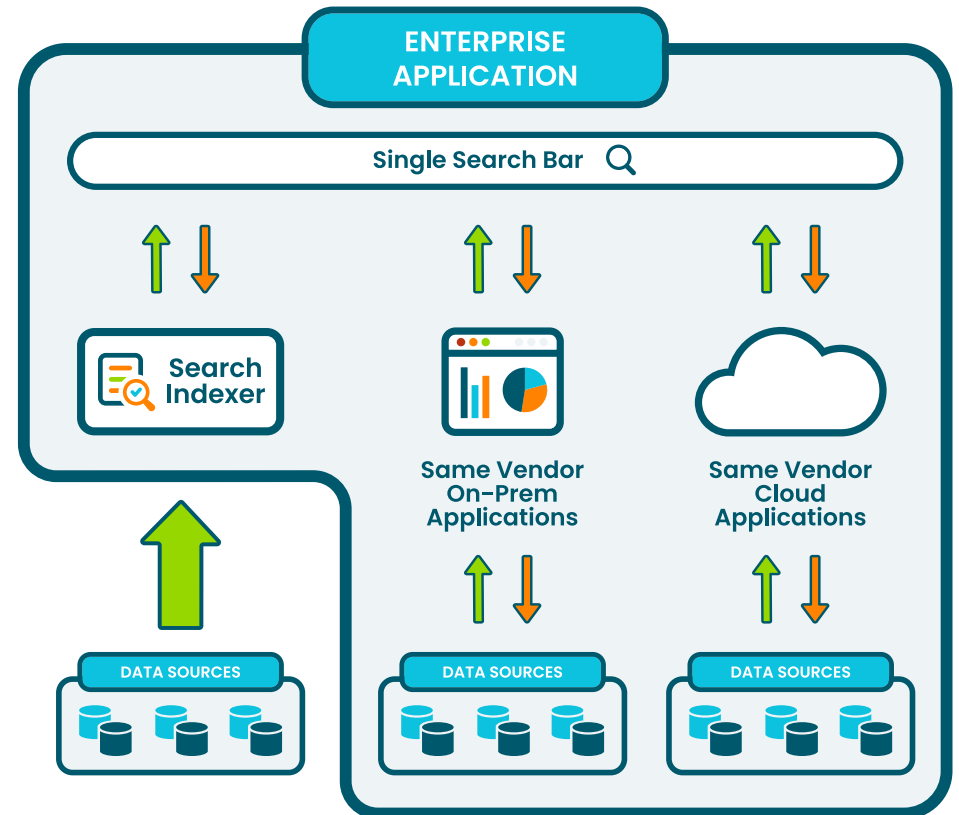 ENTERPRISE
APPLICATION
Single Search Bar
Search
Indexer
Same Vendor
On-Prem
Applications
Same Vendor
Cloud
Applications
DATA SOURCES
DATA SOURCES
DATA SOURCES